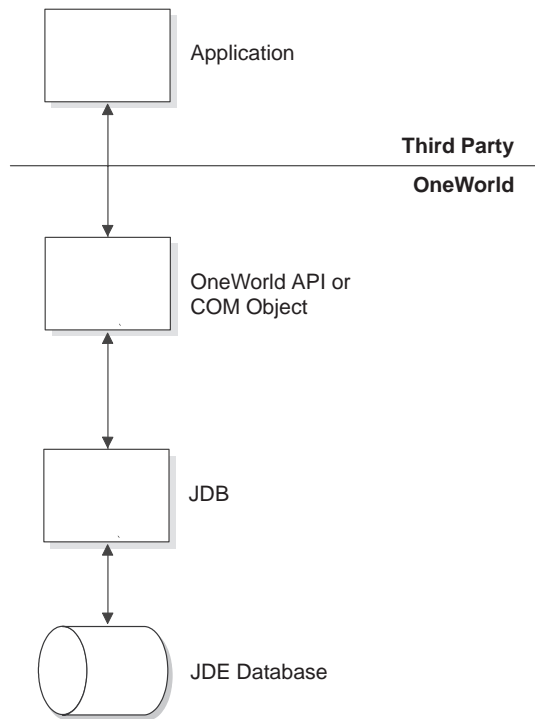 Application
Third Party
OneWorld
OneWorld API or
COM Object
JDB
JDE Database